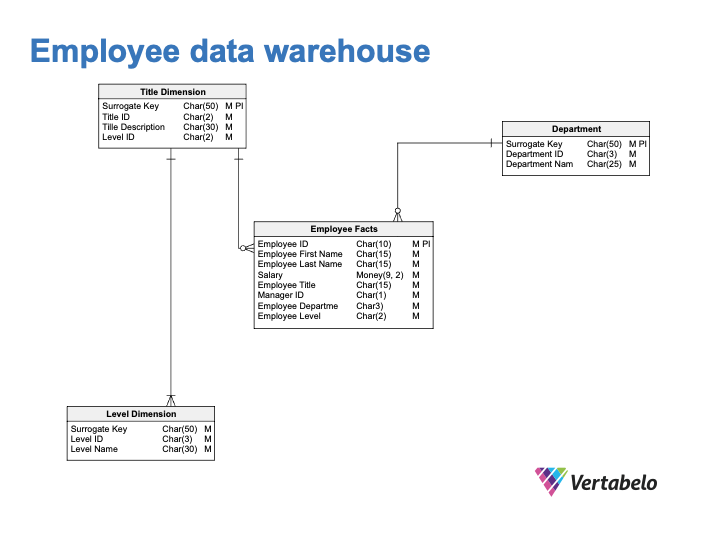 Employee data warehouse
Title Dimension
Surrogate Key Char(50) M PI
Title ID Char(2) M
Tille Description Char(30) M
Level ID Char(2) M
Department
Surrogate Key Char(50) M PI
Department ID Char(3) M
Department Nam Char(25) M
Employee Facts
Employee ID Char(10) M PI
Employee First Name Char(15) M
Employee Last Name Char(15) M
Salary Money(9, 2) M
Employee Title Char(15) M
Manager ID Char(1) M
Employee Departme Char3) M
Employee Level Char(2) M
Level Dimension
Surrogate Key Char(50) M
Level ID Char(3) M
Level Name Char(30) M
Vertabelo